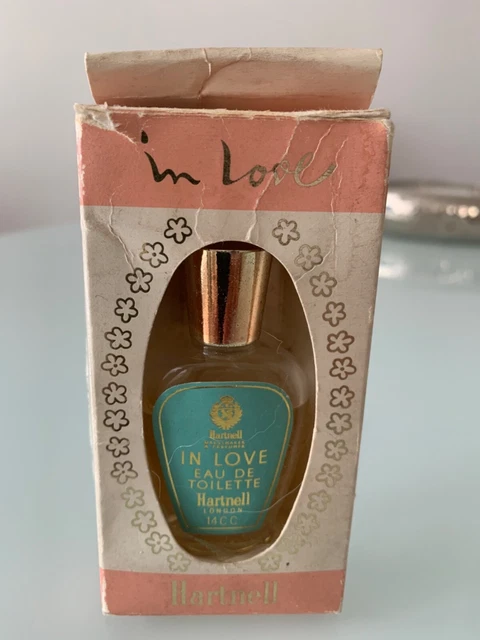 in Love
Hartnell
IN LOVE
EAU DE
TOILETTE
Hartnell
LONDON
14CC
Hartnell